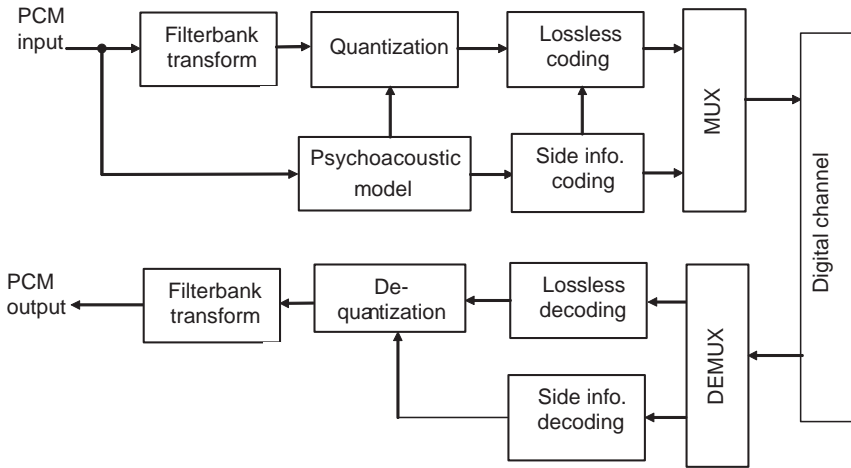 PCM
input
Filterbank
transform
Quantization
Lossless
coding
MUX
Psychoacoustic
model
Side info.
coding
Digital channel
PCM
output
Filterbank
transform
De-
quantization
Lossless
decoding
DEMUX
Side info.
decoding